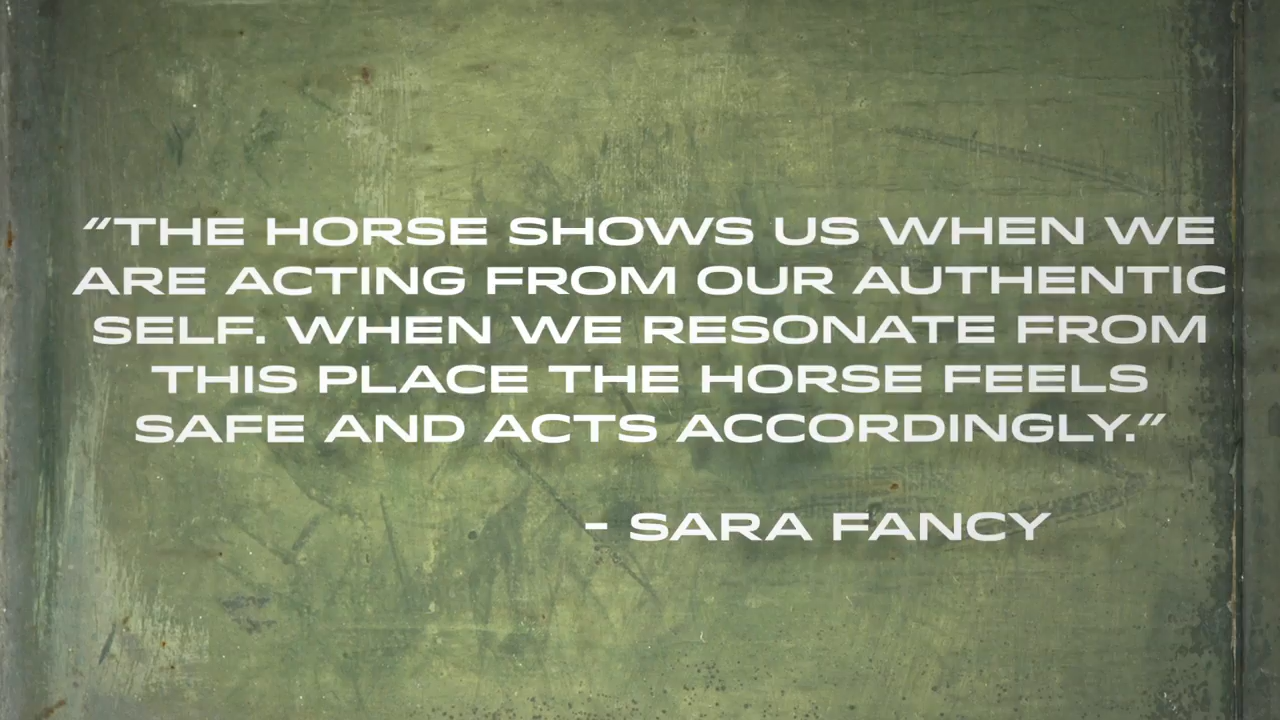 “THE HORSE SHOWS US WHEN WE
ARE ACTING FROM OUR AUTHENTIC
SELF. WHEN WE RESONATE FROM
THIS PLACE THE HORSE FEELS
SAFE AND ACTS ACCORDINGLY.”
- SARA FANCY